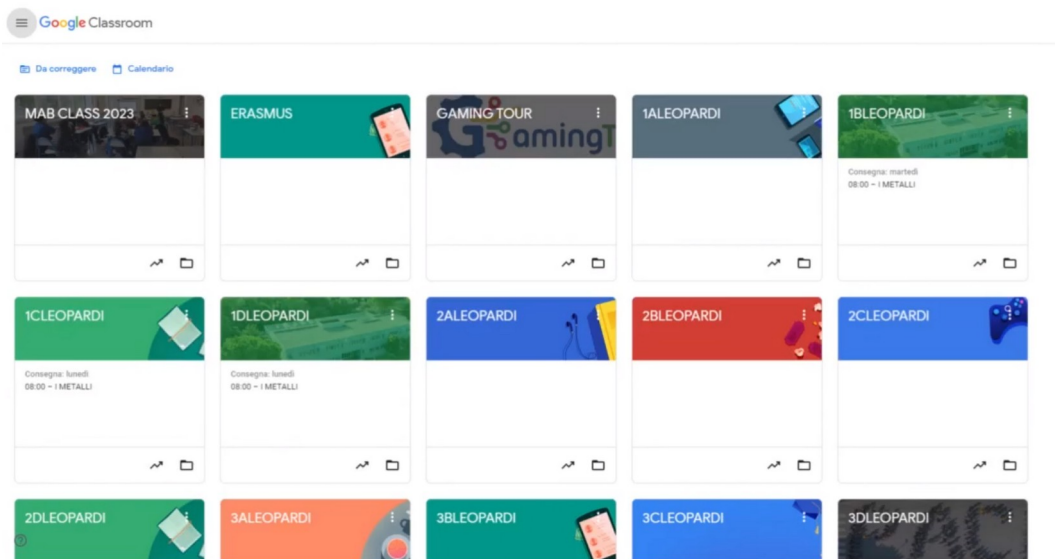 Google Classroom
Da correggere Calendario
MAB CLASS 2023
ERASMUS
GAMING TOUR
GamingT
1ALEOPARDI
1BLEOPARDI
Consegna: martedì
08:00 – I METALLI
1CLEOPARDI
Consegna: lunedì
08:00 – I METALLI
1DLEOPARDI
Consegna: lunedì
08:00 – I METALLI
2ALEOPARDI
2BLEOPARDI
2CLEOPARDI
2DLEOPARDI
3ALEOPARDI
3BLEOPARDI
3CLEOPARDI
3DLEOPARDI